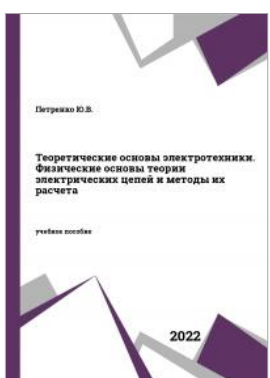 Петренко Ю.В.
Теоретические основы электротехники.
Физические основы теории
электрических цепей и методы их
расчета
учебное пособие
2022